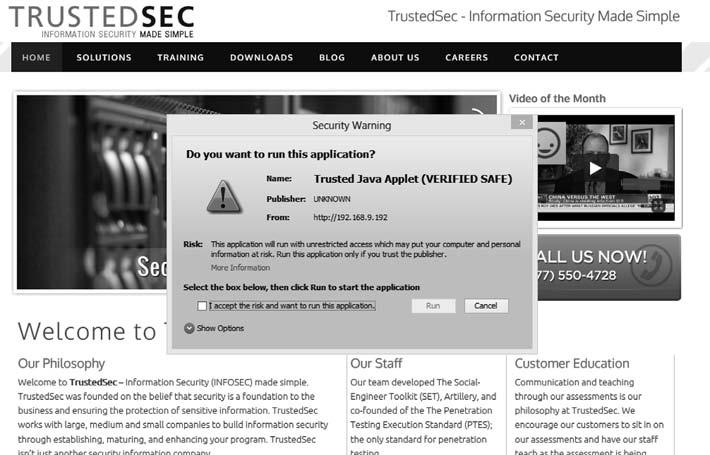 TRUSTEDSEC
INFORMATION SECURITY MADE SIMPLE
TrustedSec - Information Security Made Simple
HOME SOLUTIONS TRAINING DOWNLOADS BLOG ABOUT US CAREERS CONTACT
Video of the Month
CHINA VERSUS THE WEST
Security Warning
Do you want to run this application?
Name: Trusted Java Applet (VERIFIED SAFE)
Publisher: UNKNOWN
From: http://192.168.9.192
Risk: This application will run with unrestricted access which may put your computer and personal
information at risk. Run this application only if you trust the publisher.
More Information
Select the box below, then click Run to start the application
I accept the risk and want to run this application.
Run Cancel
Show Options
Sec
ALL US NOW!
77) 550-4728
Welcome to T
Our Philosophy
Welcome to TrustedSec – Information Security (INFOSEC) made simple.
TrustedSec was founded on the belief that security is a foundation to the
business and ensuring the protection of sensitive information. TrustedSec
works with large, medium and small companies to build information security
through establishing, maturing, and enhancing your program. TrustedSec
isn't just another security information company.
Our Staff
Our team developed The Social-
Engineer Toolkit (SET), Artillery, and
co-founded of the The Penetration
Testing Execution Standard (PTES);
the only standard for penetration
testing.
Customer Education
Communication and teaching
through our assessments is our
philosophy at TrustedSec. We
encourage our customers to sit in on
our assessments and have our staff
teach as the assessment is being